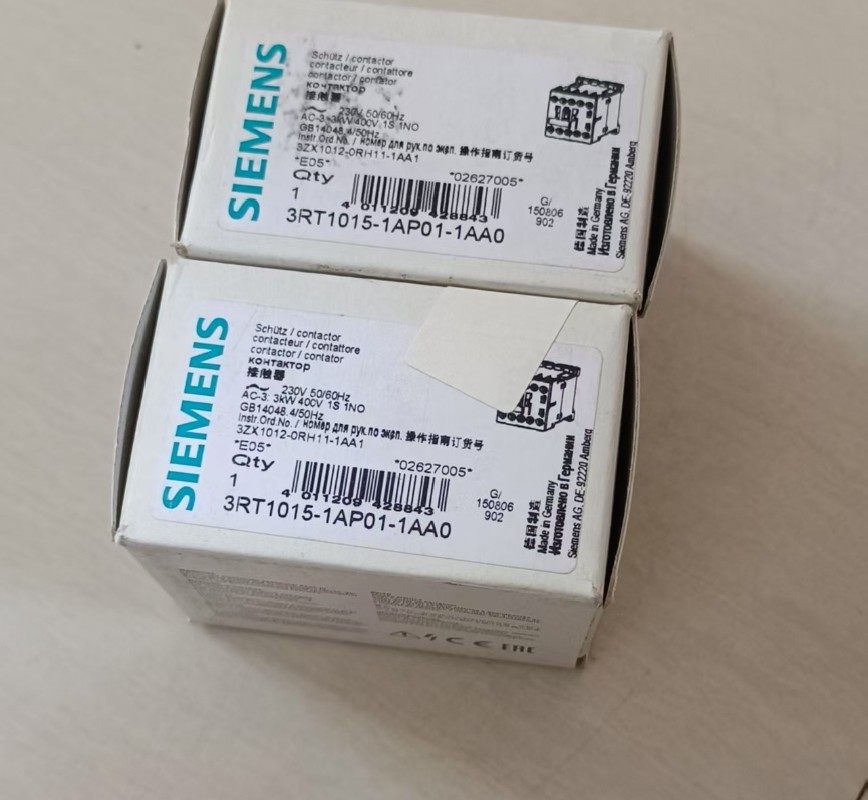 SIEMENS
Schütz / contactor
contacteur / contattore
contactor / contator
контактор
接触器
230V 50/60Hz
AC-3: 3kW 400V 1S 1NO
GB14048.4/50Hz
Instr.Ord.No. / Номер для рук.по эксп. 操作指南订货号
3ZX1012-0RH11-1AA1
*E05*
*02627005*
Qty
1
4 011209 428843
3RT1015-1AP01-1AA0
G/
150806
902
德国制造
Made in Germany
Изготовлено в Германии
Siemens AG, DE-92220 Amberg
SIEMENS
Schütz / contactor
contacteur / contattore
contactor / contator
контактор
接触器
230V 50/60Hz
AC-3: 3kW 400V 1S 1NO
GB14048.4/50Hz
Instr.Ord.No. / Номер для рук.по эксп. 操作指南订货号
3ZX1012-0RH11-1AA1
*E05*
*02627005*
Qty
1
4 011209 428843
3RT1015-1AP01-1AA0
G/
150806
902
德国制造
Made in Germany
Изготовлено в Германии
Siemens AG, DE-92220 Amberg
CE EAC